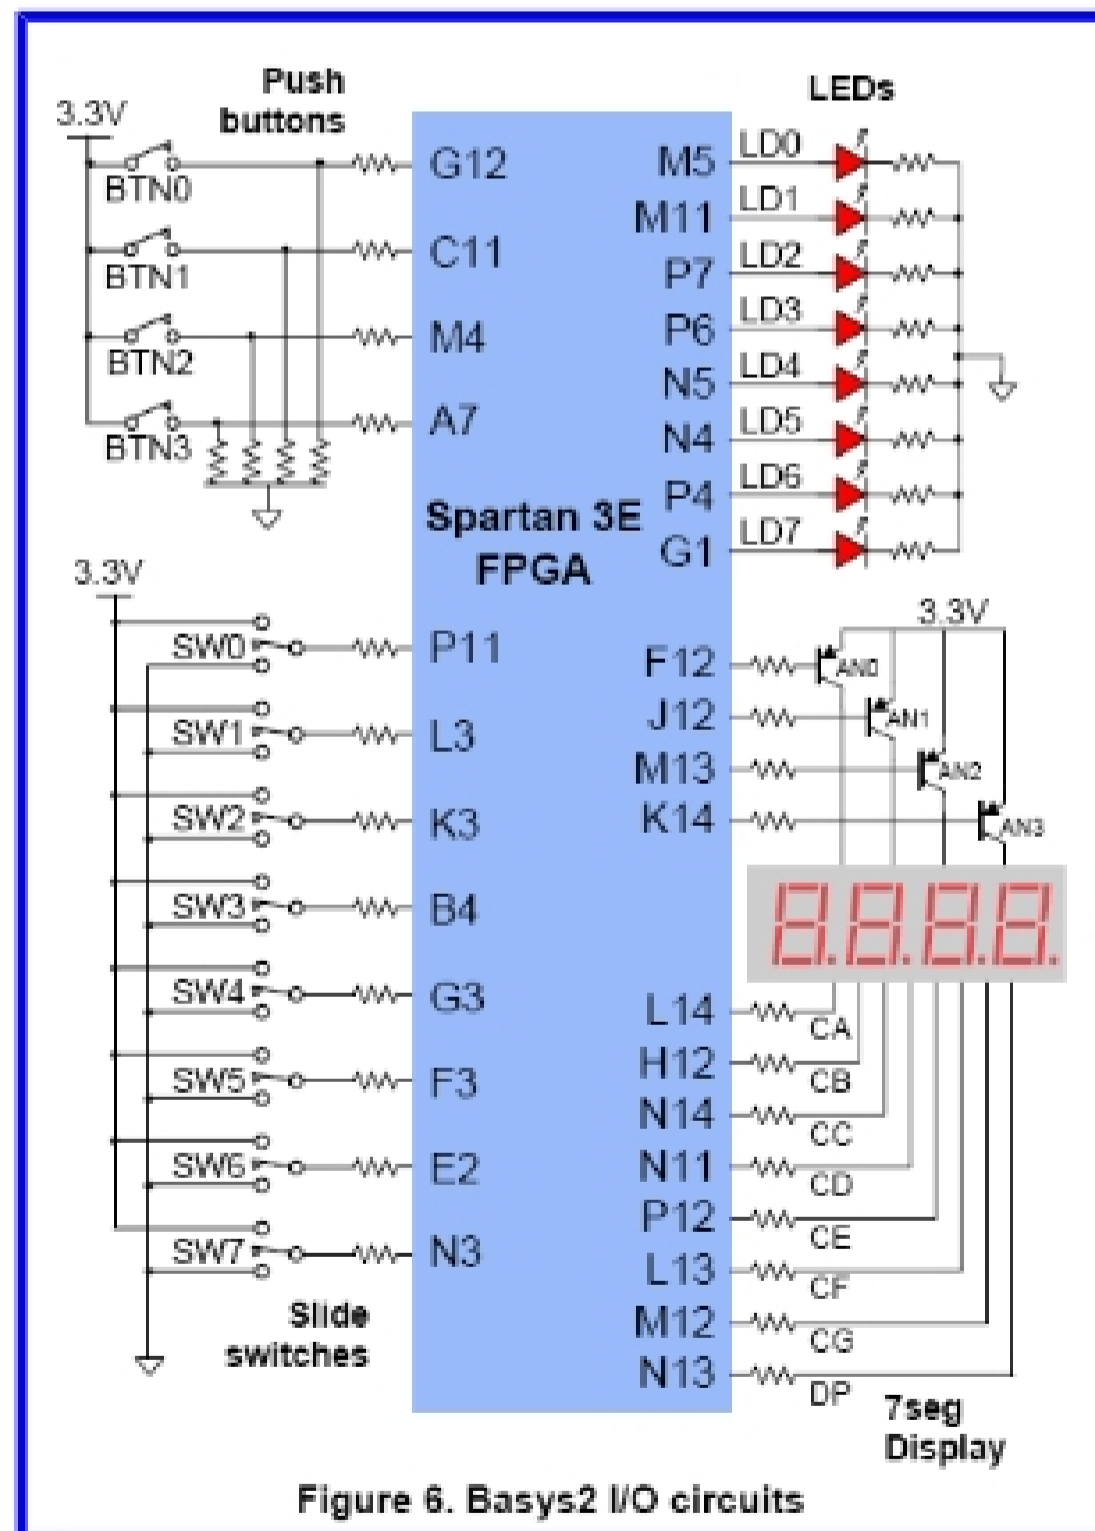 Push
buttons
3.3V
BTN0
BTN1
BTN2
BTN3
G12
C11
M4
A7
LEDs
M5 LD0
M11 LD1
P7 LD2
P6 LD3
N5 LD4
N4 LD5
P4 LD6
G1 LD7
Spartan 3E
FPGA
3.3V
SW0 P11
SW1 L3
SW2 K3
SW3 B4
SW4 G3
SW5 F3
SW6 E2
SW7 N3
Slide
switches
3.3V
F12 AN0
J12 AN1
M13 AN2
K14 AN3
8.8.8.8.
L14 CA
H12 CB
N14 CC
N11 CD
P12 CE
L13 CF
M12 CG
N13 DP
7seg
Display
Figure 6. Basys2 I/O circuits